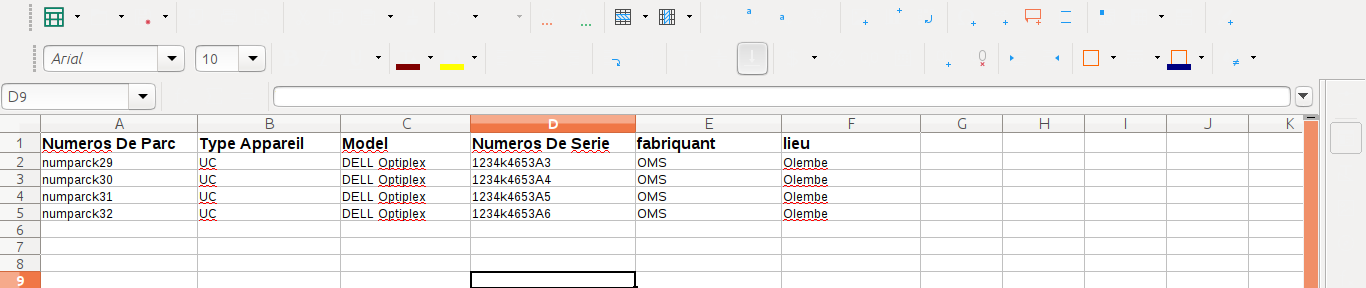 Arial 10
D9
A B C D E F G H I J K
1 Numeros De Parc Type Appareil Model Numeros De Serie fabriquant lieu
2 numparck29 UC DELL Optiplex 1234k4653A3 OMS Olembe
3 numparck30 UC DELL Optiplex 1234k4653A4 OMS Olembe
4 numparck31 UC DELL Optiplex 1234k4653A5 OMS Olembe
5 numparck32 UC DELL Optiplex 1234k4653A6 OMS Olembe
6
7
8
9